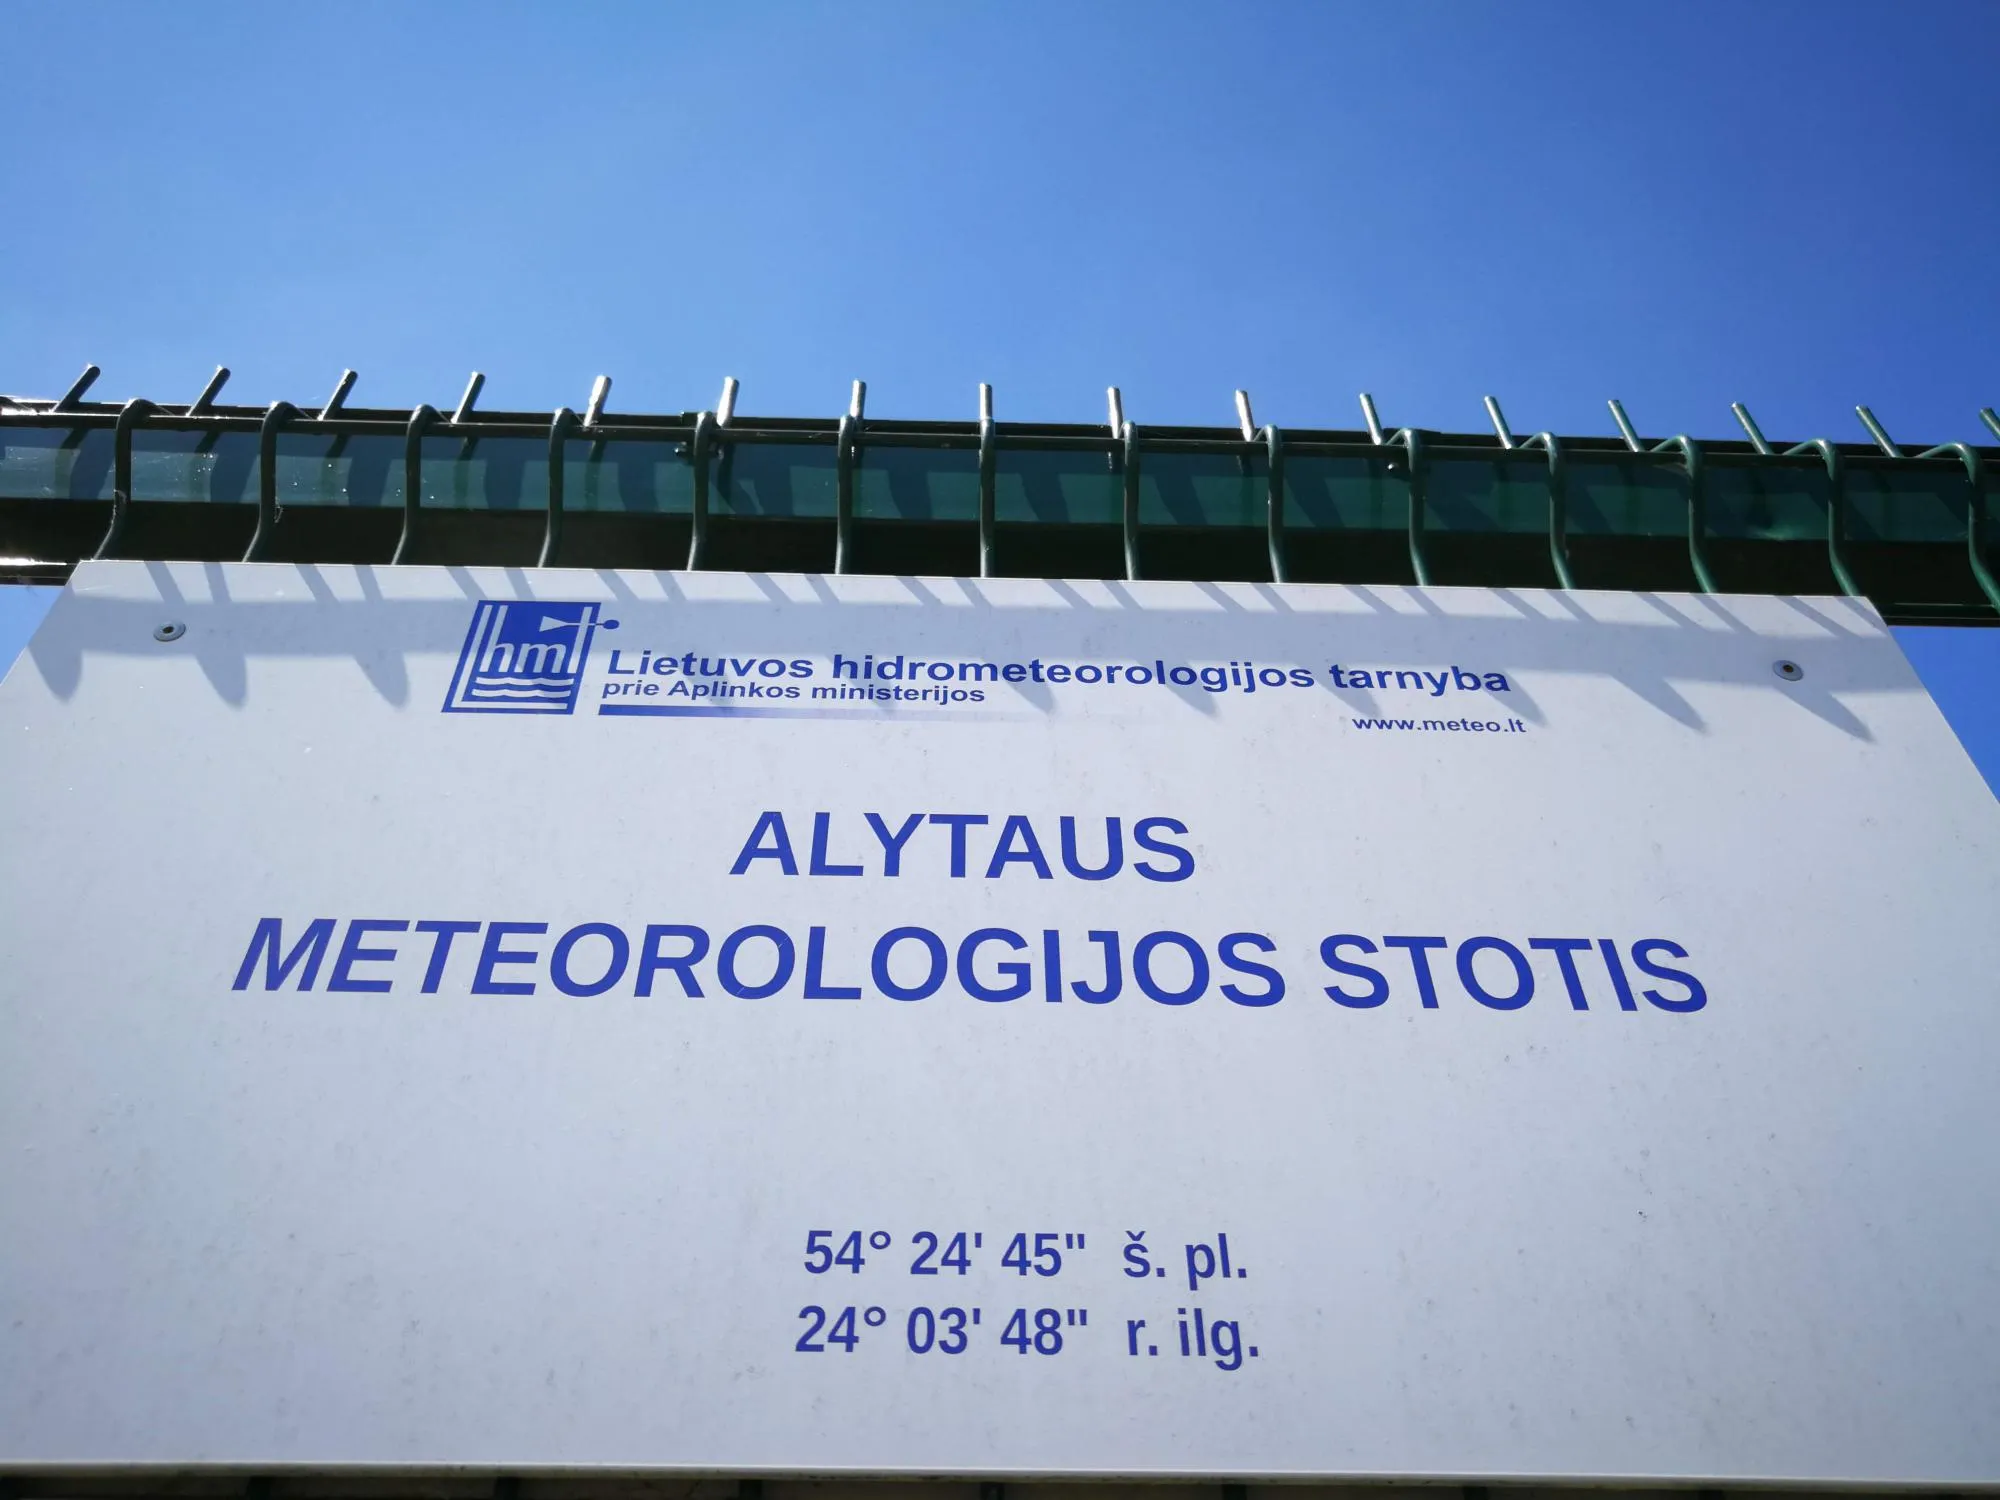 hm
Lietuvos hidrometeorologijos tarnyba
prie Aplinkos ministerijos
www.meteo.lt
ALYTAUS
METEOROLOGIJOS STOTIS
54° 24' 45" š. pl.
24° 03' 48" r. ilg.